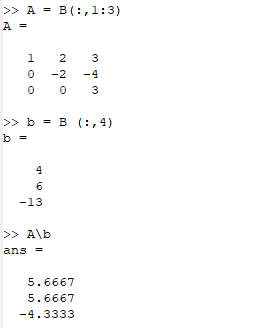 >> A = B(:,1:3)
A =
1 2 3
0 -2 -4
0 0 3
>> b = B (:,4)
b =
4
6
-13
>> A\b
ans =
5.6667
5.6667
-4.3333